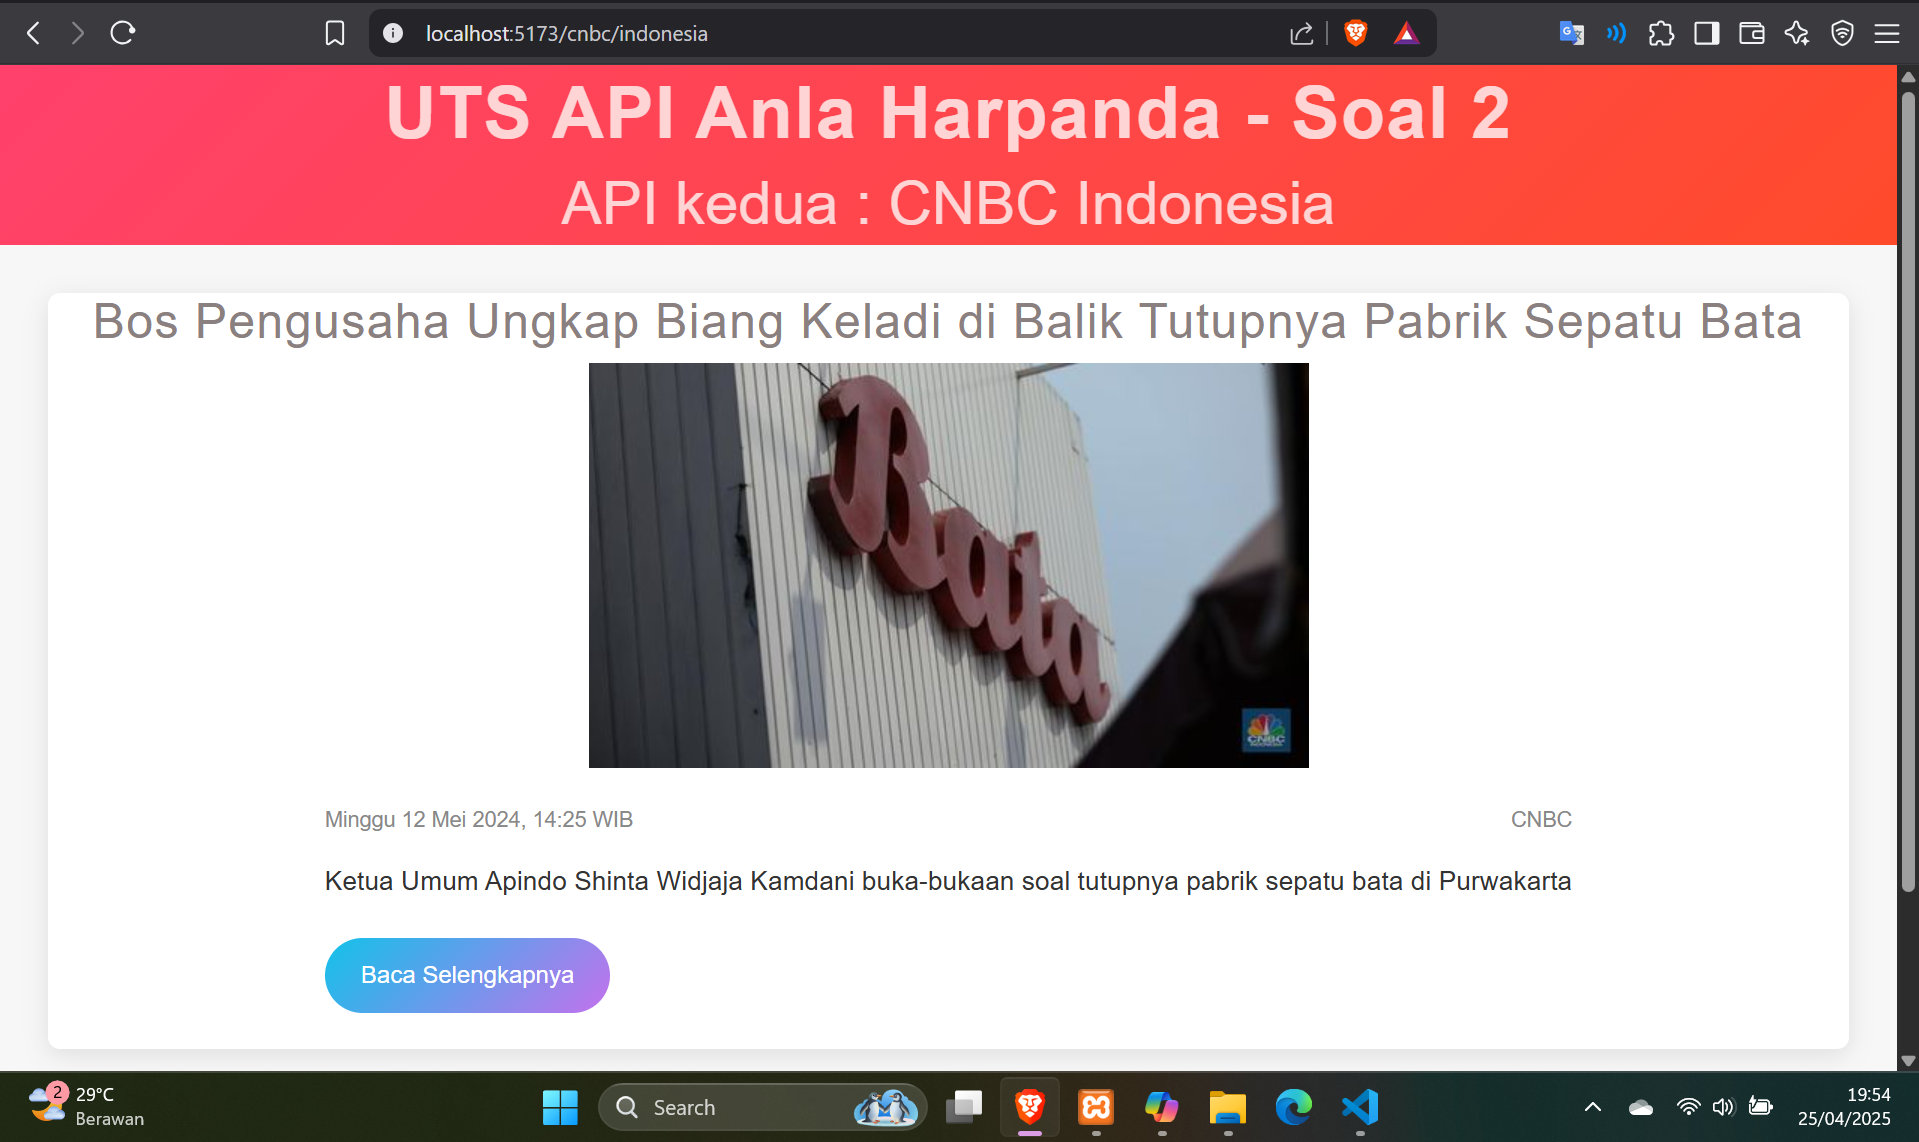 localhost:5173/cnbc/indonesia
UTS API Anla Harpanda - Soal 2
API kedua : CNBC Indonesia
Bos Pengusaha Ungkap Biang Keladi di Balik Tutupnya Pabrik Sepatu Bata
Bata
CNBC
INDONESIA
Minggu 12 Mei 2024, 14:25 WIB
CNBC
Ketua Umum Apindo Shinta Widjaja Kamdani buka-bukaan soal tutupnya pabrik sepatu bata di Purwakarta
Baca Selengkapnya
2
29°C
Berawan
Search
19:54
25/04/2025